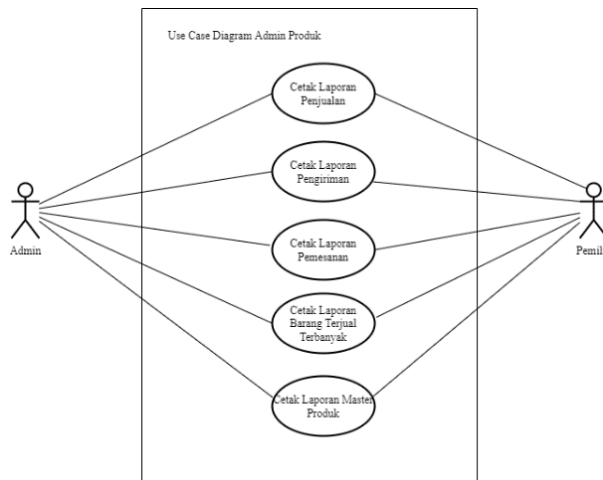 Use Case Diagram Admin Produk
Cetak Laporan
Penjualan
Cetak Laporan
Pengiriman
Admin
Cetak Laporan
Pemesanan
Pemil
Cetak Laporan
Barang Terjual
Terbanyak
Cetak Laporan Master
Produk